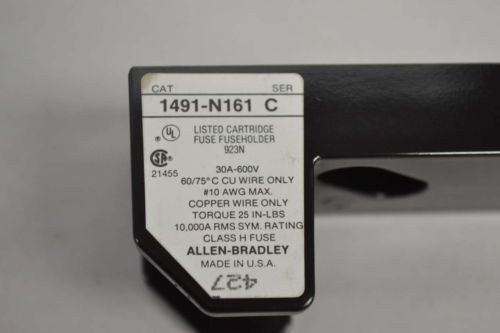 CAT SER
1491-N161 C
UL
LISTED CARTRIDGE
FUSE FUSEHOLDER
923N
SA
21455
30A-600V
60/75°C CU WIRE ONLY
#10 AWG MAX.
COPPER WIRE ONLY
TORQUE 25 IN-LBS
10,000A RMS SYM. RATING
CLASS H FUSE
ALLEN-BRADLEY
MADE IN U.S.A.
427